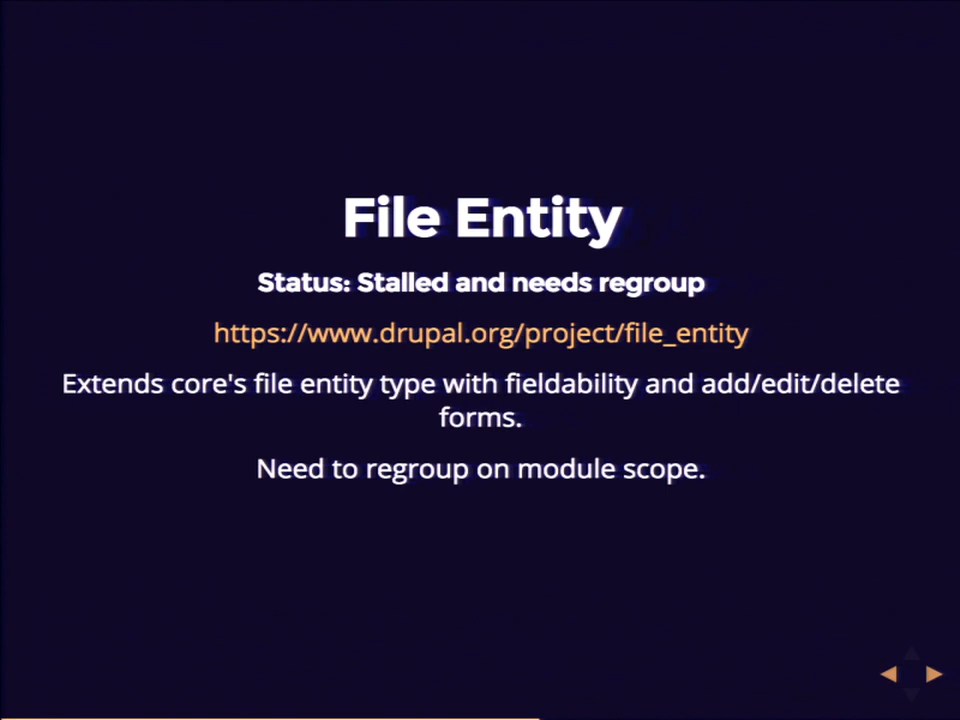 File Entity
Status: Stalled and needs regroup
https://www.drupal.org/project/file_entity
Extends core's file entity type with fieldability and add/edit/delete
forms.
Need to regroup on module scope.